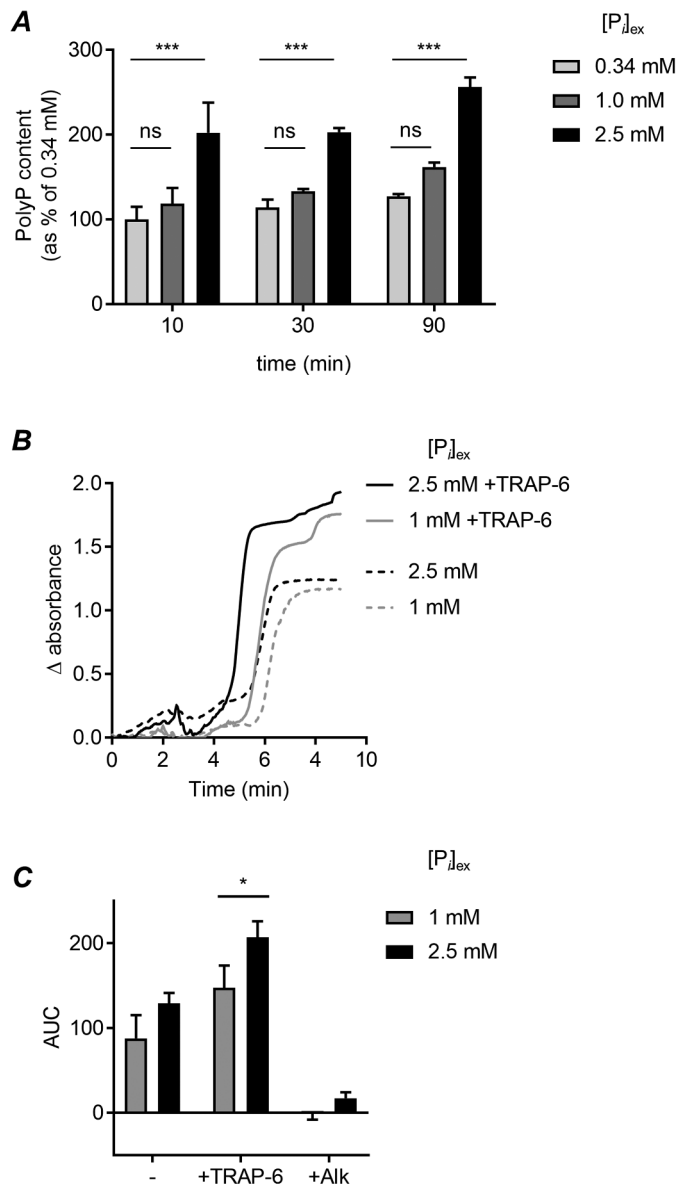 A
[Pi]ex
0.34 mM
1.0 mM
2.5 mM
*** *** ***
ns ns ns
PolyP content
(as % of 0.34 mM)
300
200
100
0
10 30 90
time (min)
B
[Pi]ex
2.5 mM +TRAP-6
1 mM +TRAP-6
2.5 mM
1 mM
Δ absorbance
2.0
1.5
1.0
0.5
0.0
0 2 4 6 4 10
Time (min)
C
[Pi]ex
1 mM
2.5 mM
*
AUC
200
100
0
- +TRAP-6 +Alk